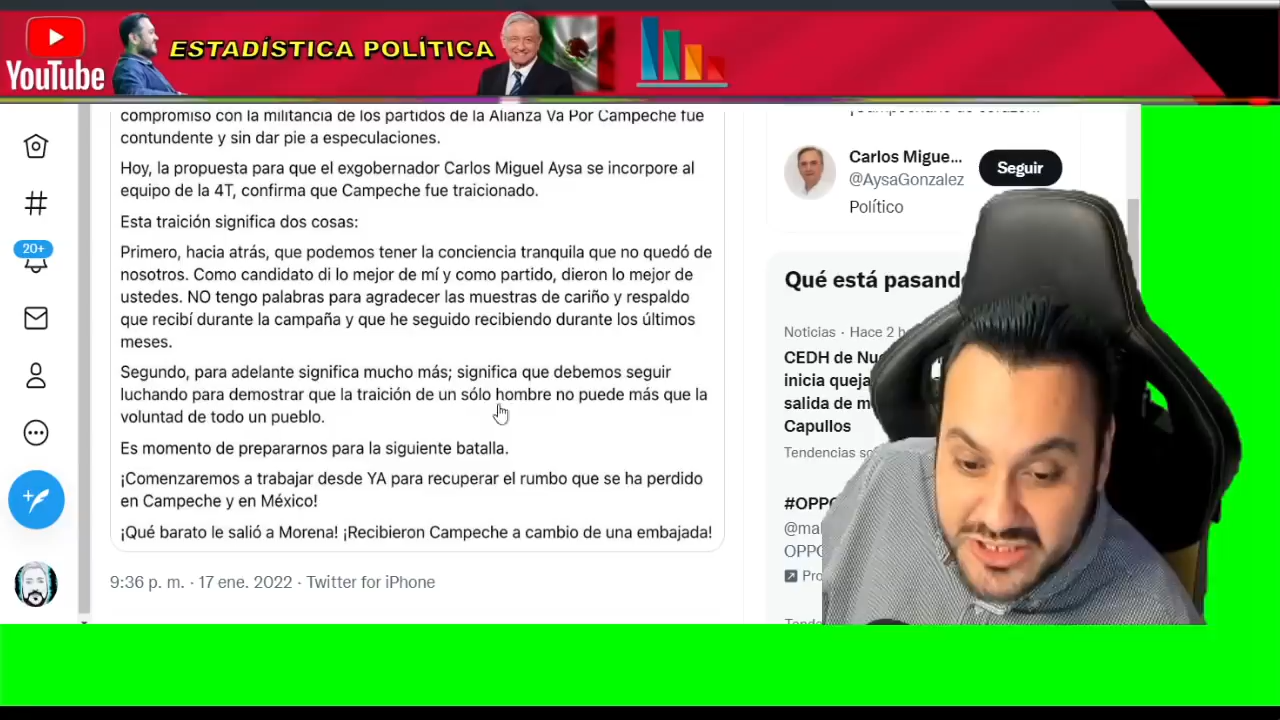 YouTube
ESTADÍSTICA POLÍTICA
compromiso con la militancia de los partidos de la Alianza Va Por Campeche fue
contundente y sin dar pie a especulaciones.
Hoy, la propuesta para que el exgobernador Carlos Miguel Aysa se incorpore al
equipo de la 4T, confirma que Campeche fue traicionado.
Esta traición significa dos cosas:
Primero, hacia atrás, que podemos tener la conciencia tranquila que no quedó de
nosotros. Como candidato di lo mejor de mí y como partido, dieron lo mejor de
ustedes. NO tengo palabras para agradecer las muestras de cariño y respaldo
que recibí durante la campaña y que he seguido recibiendo durante los últimos
meses.
Segundo, para adelante significa mucho más; significa que debemos seguir
luchando para demostrar que la traición de un sólo hombre no puede más que la
voluntad de todo un pueblo.
Es momento de prepararnos para la siguiente batalla.
¡Comenzaremos a trabajar desde YA para recuperar el rumbo que se ha perdido
en Campeche y en México!
¡Qué barato le salió a Morena! ¡Recibieron Campeche a cambio de una embajada!
9:36 p. m. · 17 ene. 2022 · Twitter for iPhone
20+
Carlos Migue...
@AysaGonzalez
Político
Seguir
Qué está pasand
Noticias · Hace 2 h
CEDH de Nu
inicia queja
salida de m
Capullos
Tendencias so
#OPPO
@mal
OPPO
Pro